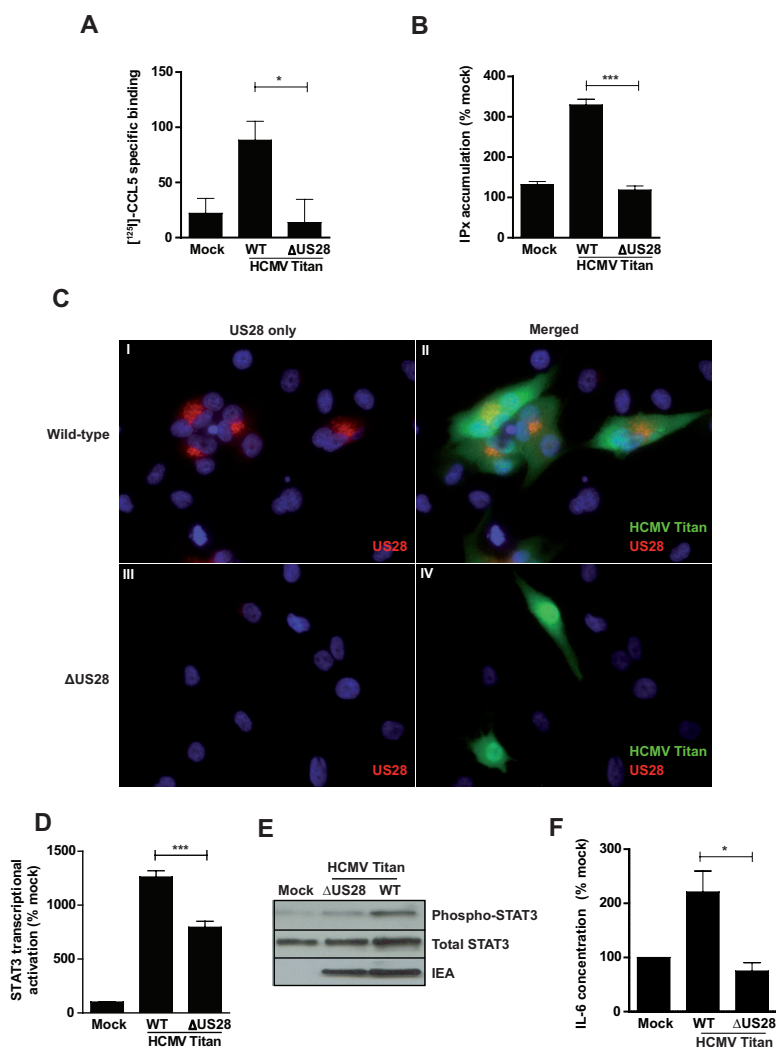 A
[¹²⁵I]-CCL5 specific binding
150
100
50
0
*
Mock WT ΔUS28
HCMV Titan
B
IPx accumulation (% mock)
400
300
200
100
0
***
Mock WT ΔUS28
HCMV Titan
C
US28 only
Merged
Wild-type
I
US28
II
HCMV Titan
US28
ΔUS28
III
US28
IV
HCMV Titan
US28
D
STAT3 transcriptional
activation (% mock)
1500
1000
500
0
***
Mock WT ΔUS28
HCMV Titan
E
HCMV Titan
Mock ΔUS28 WT
Phospho-STAT3
Total STAT3
IEA
F
IL-6 concentration (% mock)
300
200
100
0
*
Mock WT ΔUS28
HCMV Titan